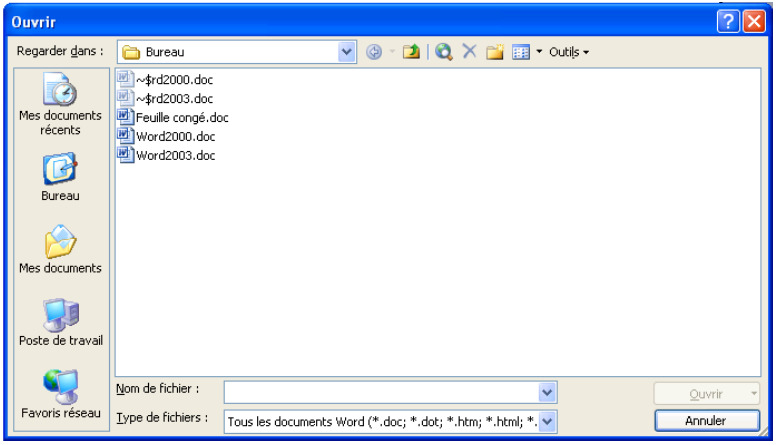 Ouvrir
Regarder dans : Bureau Outils
~$rd2000.doc
~$rd2003.doc
Feuille congé.doc
Word2000.doc
Word2003.doc
Mes documents
récents
Bureau
Mes documents
Poste de travail
Favoris réseau
Nom de fichier : Ouvrir
Type de fichiers : Tous les documents Word (*.doc; *.dot; *.htm; *.html; *. Annuler